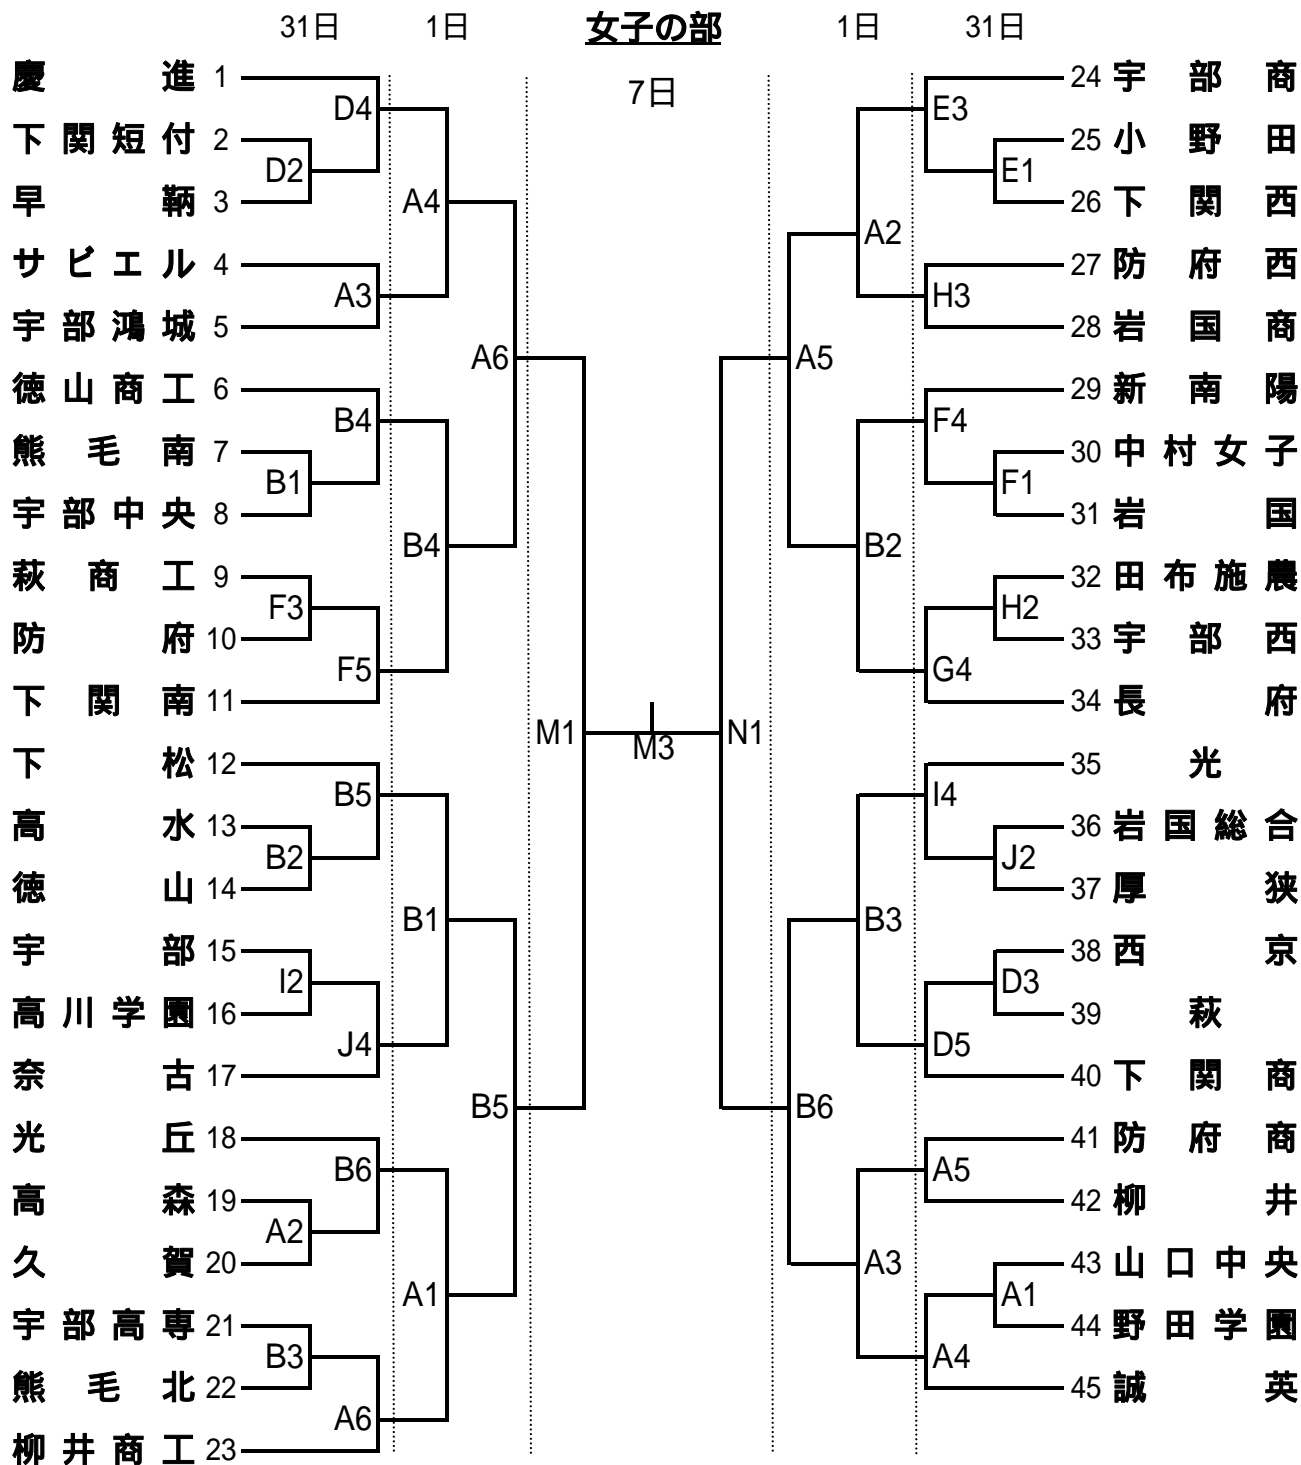 31日 1日 女子の部 1日 31日
7日
慶進 1
下関短付 2
早鞆 3
サビエル 4
宇部鴻城 5
徳山商工 6
熊毛南 7
宇部中央 8
萩商工 9
防府 10
下関南 11
下松 12
高水 13
徳山 14
宇部 15
高川学園 16
奈古 17
光丘 18
高森 19
久賀 20
宇部高専 21
熊毛北 22
柳井商工 23
D4
D2
A3
B4
B1
F3
F5
B5
B2
I2
J4
B6
A2
B3
A6
A4
B4
B1
A1
A6
B5
M1
M3
N1
A5
B6
A2
B2
B3
A3
E3
E1
H3
F4
F1
H2
G4
I4
J2
D3
D5
A5
A1
A4
24 宇部商
25 小野田
26 下関西
27 防府西
28 岩国商
29 新南陽
30 中村女子
31 岩国
32 田布施農
33 宇部西
34 長府
35 光
36 岩国総合
37 厚狭
38 西京
39 萩
40 下関商
41 防府商
42 柳井
43 山口中央
44 野田学園
45 誠英